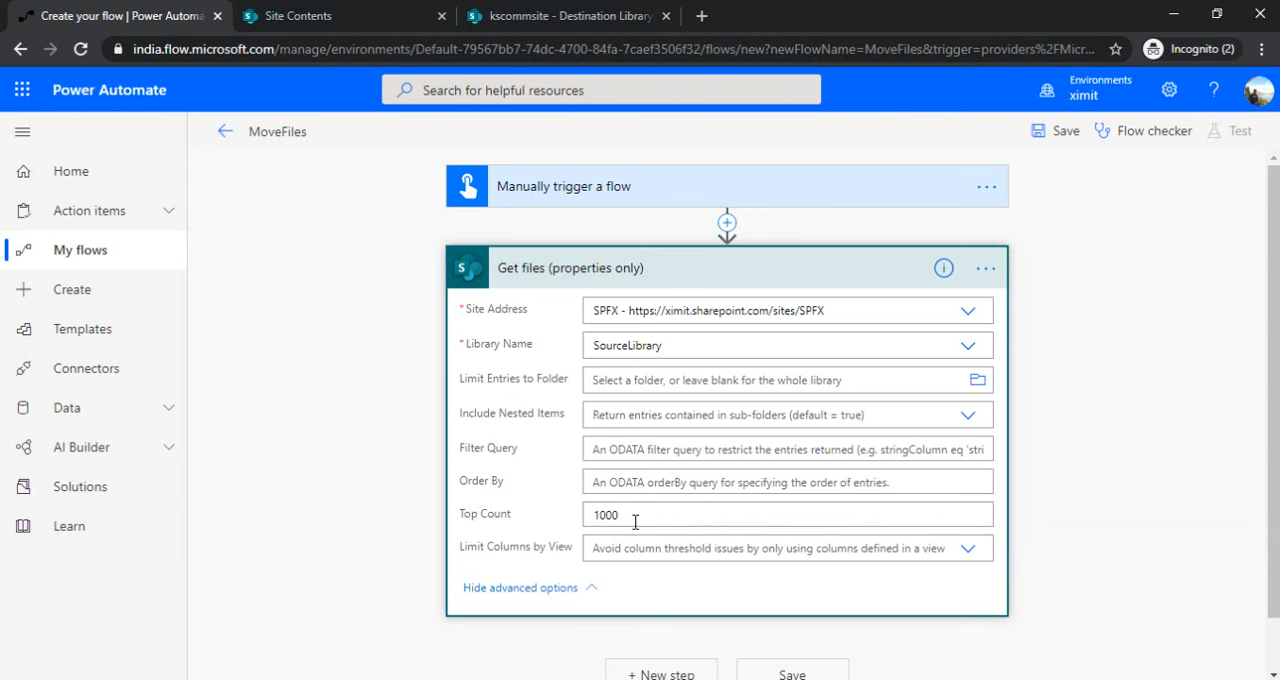 Create your flow | Power Automa
Site Contents
kscommsite - Destination Library
Incognito (2)
india.flow.microsoft.com/manage/environments/Default-79567bb7-74dc-4700-84fa-7caef3506f32/flows/new?newFlowName=MoveFiles&trigger=providers%2FMicr...
Power Automate
Search for helpful resources
Environments
ximit
?
MoveFiles
Save
Flow checker
Test
Home
Action items
My flows
Create
Templates
Connectors
Data
AI Builder
Solutions
Learn
Manually trigger a flow
S Get files (properties only)
* Site Address
SPFX - https://ximit.sharepoint.com/sites/SPFX
* Library Name
SourceLibrary
Limit Entries to Folder
Select a folder, or leave blank for the whole library
Include Nested Items
Return entries contained in sub-folders (default = true)
Filter Query
An ODATA filter query to restrict the entries returned (e.g. stringColumn eq 'stri
Order By
An ODATA orderBy query for specifying the order of entries.
Top Count
1000
Limit Columns by View
Avoid column threshold issues by only using columns defined in a view
Hide advanced options
+ New step
Save